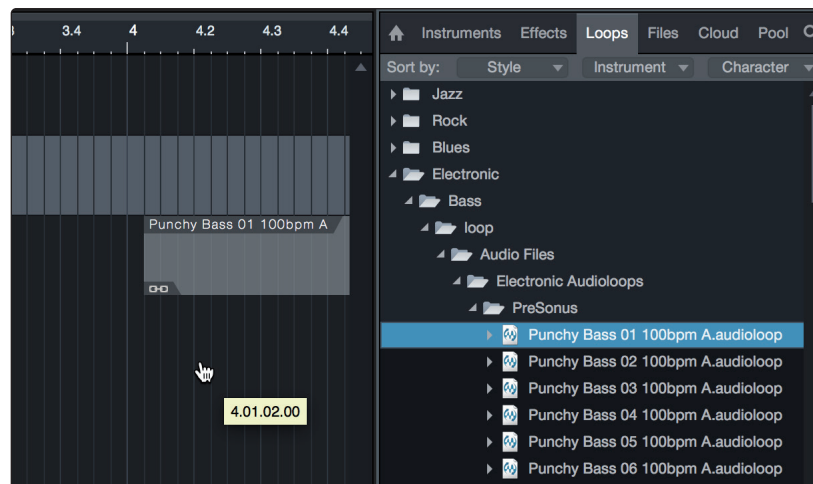 3.4 4 4.2 4.3 4.4
Punchy Bass 01 100bpm A
4.01.02.00
Instruments Effects Loops Files Cloud Pool
Sort by: Style Instrument Character
Jazz
Rock
Blues
Electronic
Bass
loop
Audio Files
Electronic Audioloops
PreSonus
Punchy Bass 01 100bpm A.audioloop
Punchy Bass 02 100bpm A.audioloop
Punchy Bass 03 100bpm A.audioloop
Punchy Bass 04 100bpm A.audioloop
Punchy Bass 05 100bpm A.audioloop
Punchy Bass 06 100bpm A.audioloop